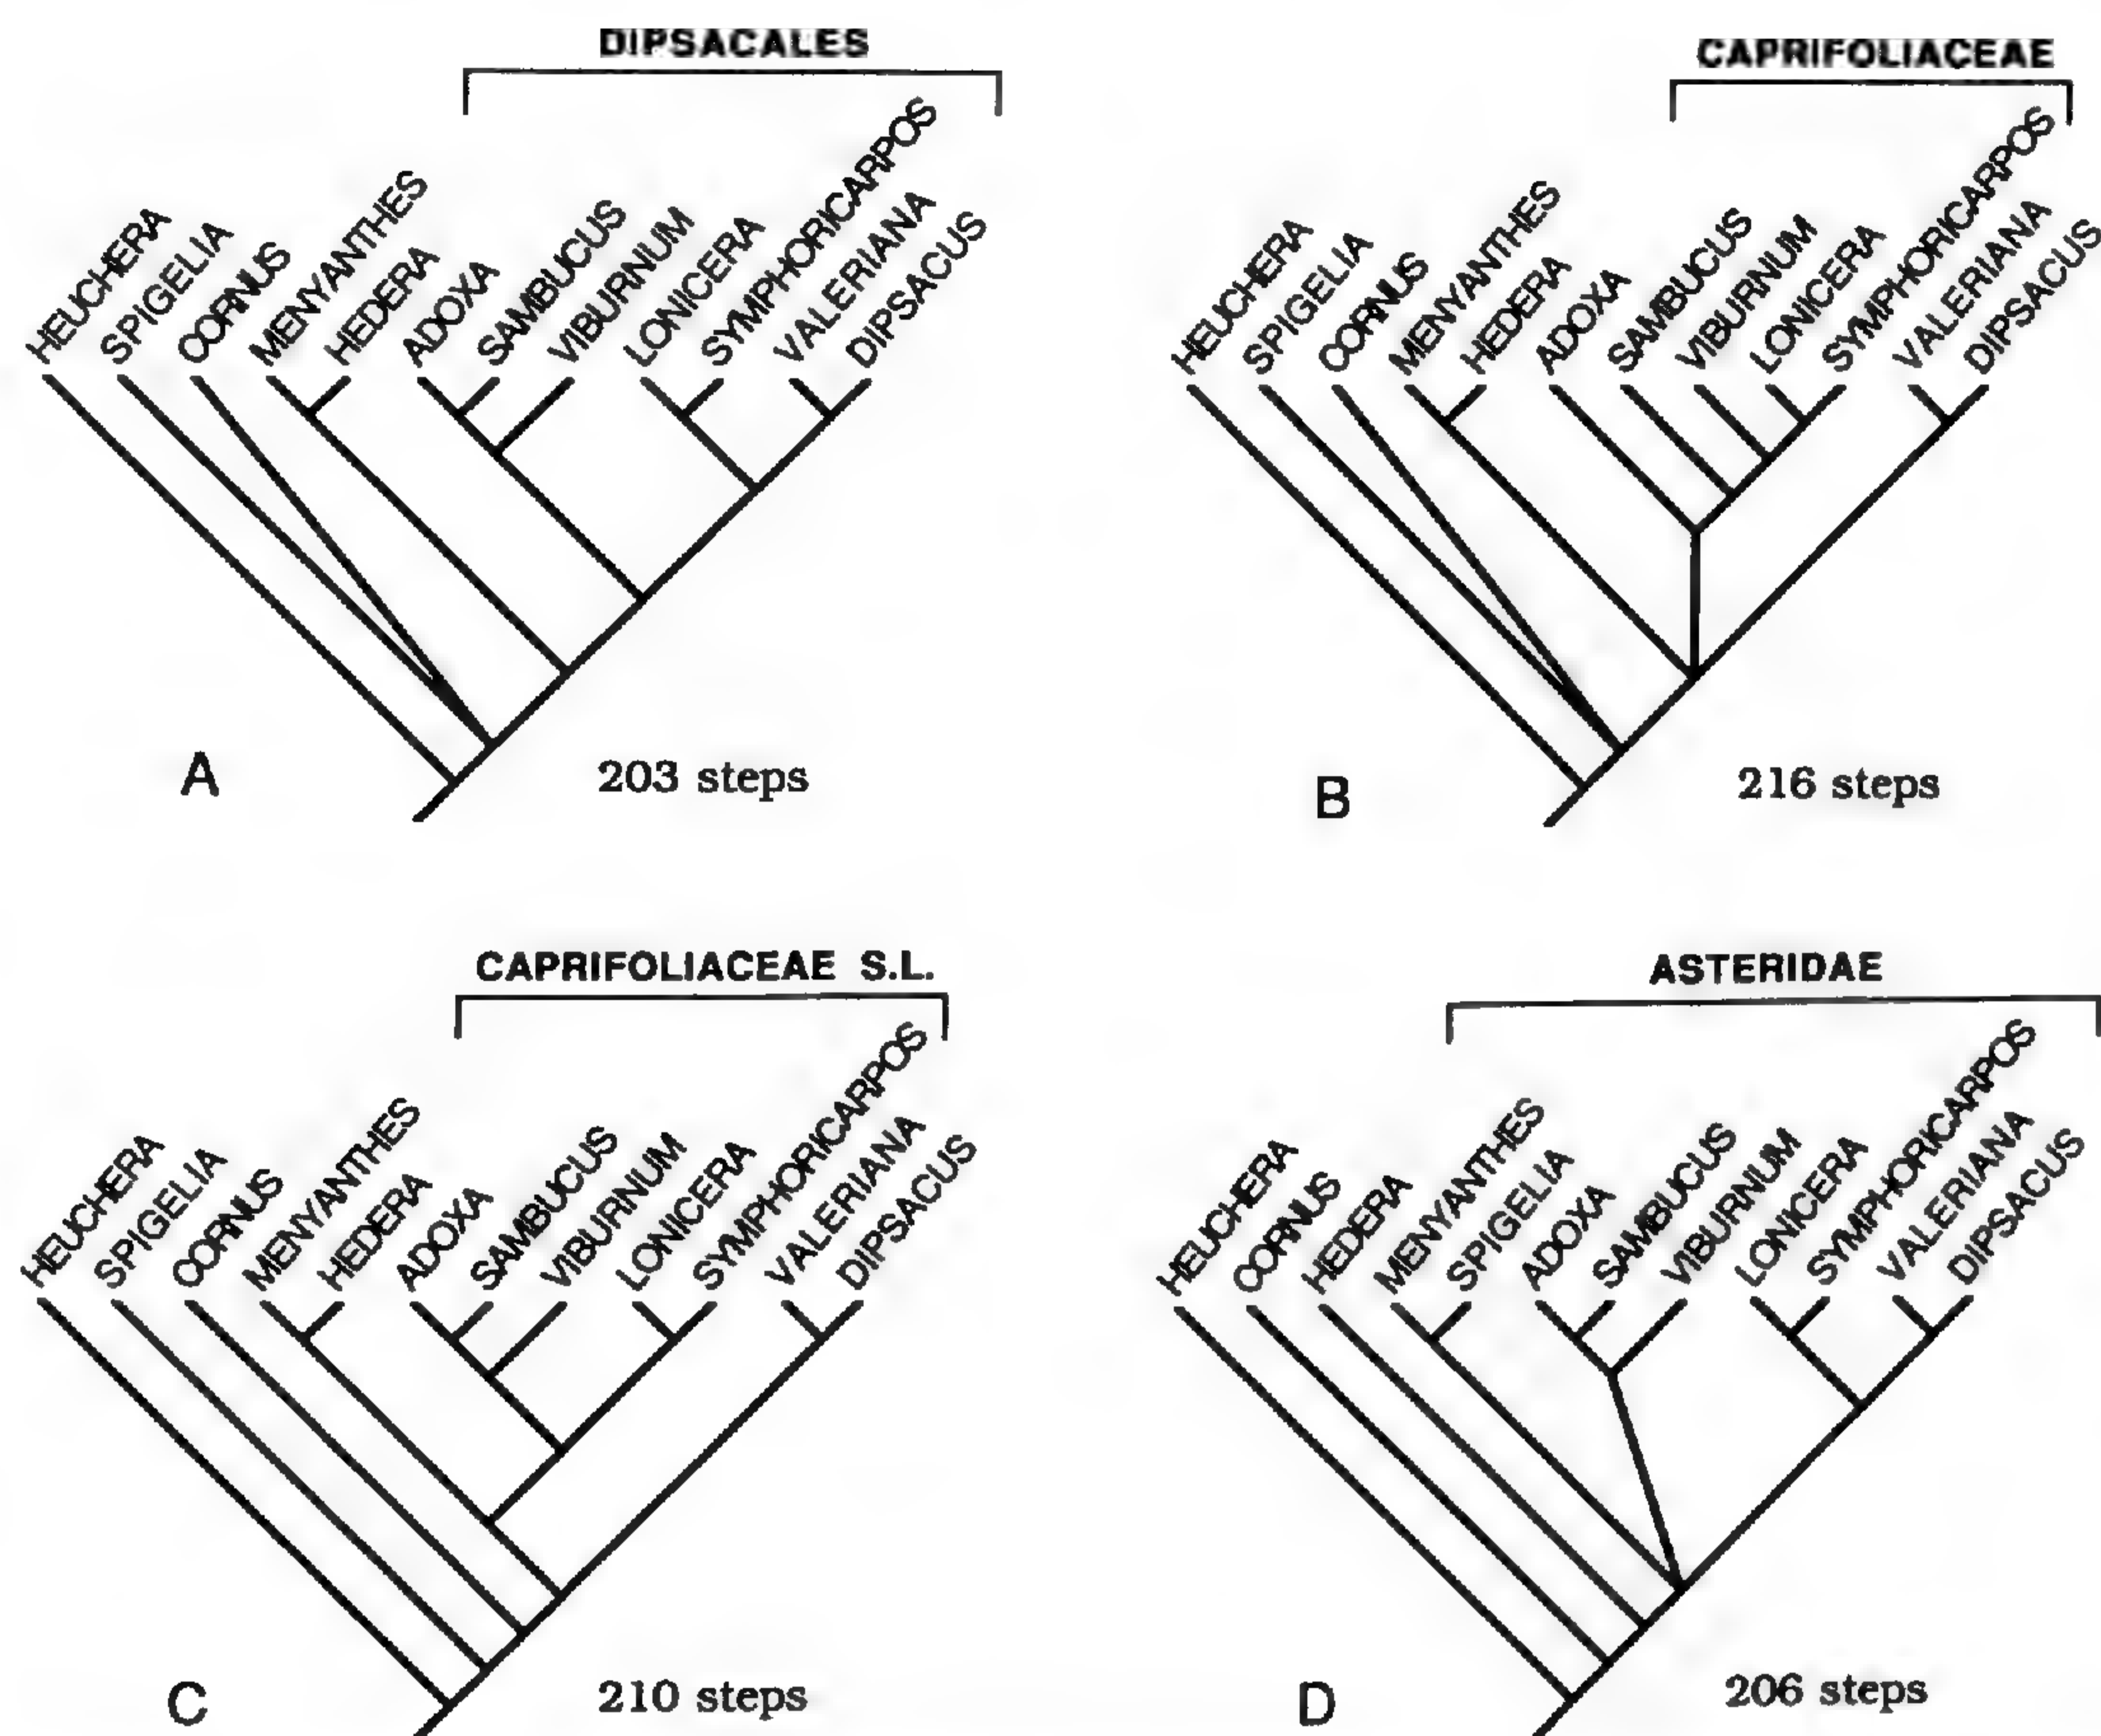 DIPSACALES
HEUCHERA
SPIGELIA
CORNUS
MENYANTHES
HEDERA
ADOXA
SAMBUCUS
VIBURNUM
LONICERA
SYMPHORICARPOS
VALERIANA
DIPSACUS
A
203 steps
CAPRIFOLIACEAE
HEUCHERA
SPIGELIA
CORNUS
MENYANTHES
HEDERA
ADOXA
SAMBUCUS
VIBURNUM
LONICERA
SYMPHORICARPOS
VALERIANA
DIPSACUS
B
216 steps
CAPRIFOLIACEAE S.L.
HEUCHERA
SPIGELIA
CORNUS
MENYANTHES
HEDERA
ADOXA
SAMBUCUS
VIBURNUM
LONICERA
SYMPHORICARPOS
VALERIANA
DIPSACUS
C
210 steps
ASTERIDAE
HEUCHERA
CORNUS
HEDERA
MENYANTHES
SPIGELIA
ADOXA
SAMBUCUS
VIBURNUM
LONICERA
SYMPHORICARPOS
VALERIANA
DIPSACUS
D
206 steps